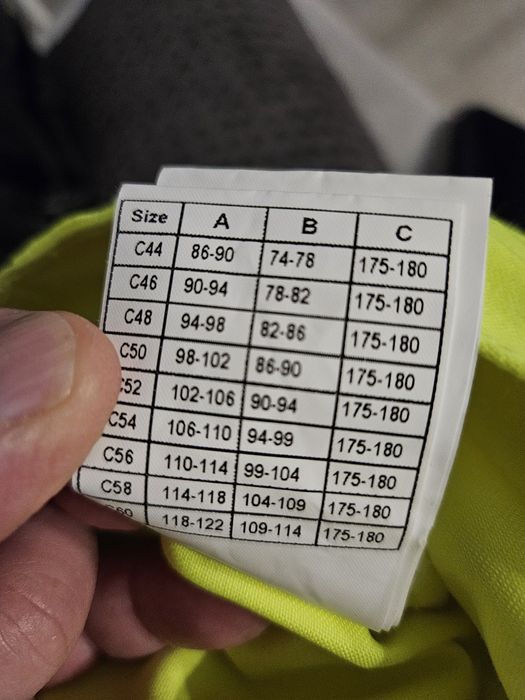 Size A B C
C44 86-90 74-78 175-180
C46 90-94 78-82 175-180
C48 94-98 82-86 175-180
C50 98-102 86-90 175-180
52 102-106 90-94 175-180
C54 106-110 94-99 175-180
C56 110-114 99-104 175-180
C58 114-118 104-109 175-180
60 118-122 109-114 175-180